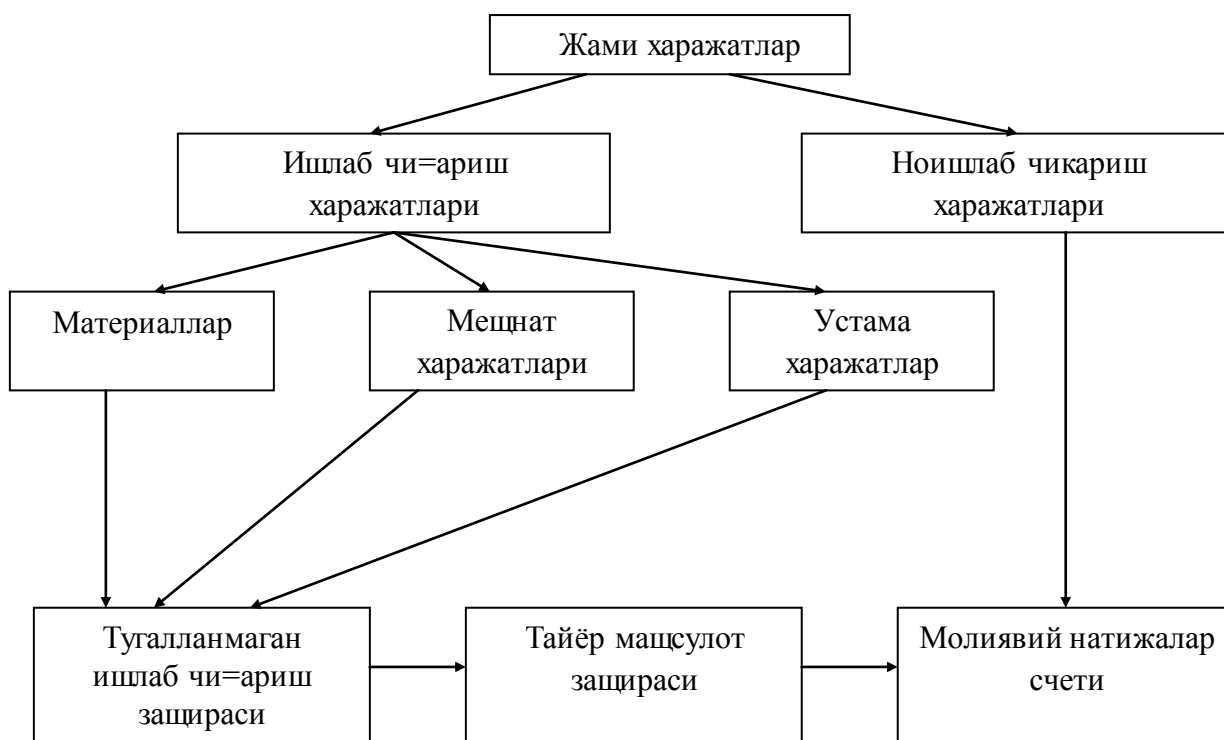 Жами харажатлар
Ишлаб чи=ариш
харажатлари
Ноишлаб чикариш
харажатлари
Материаллар
Мещнат
харажатлари
Устама
харажатлар
Тугалланмаган
ишлаб чи=ариш
защираси
Тайёр мащсулот
защираси
Молиявий натижалар
счети